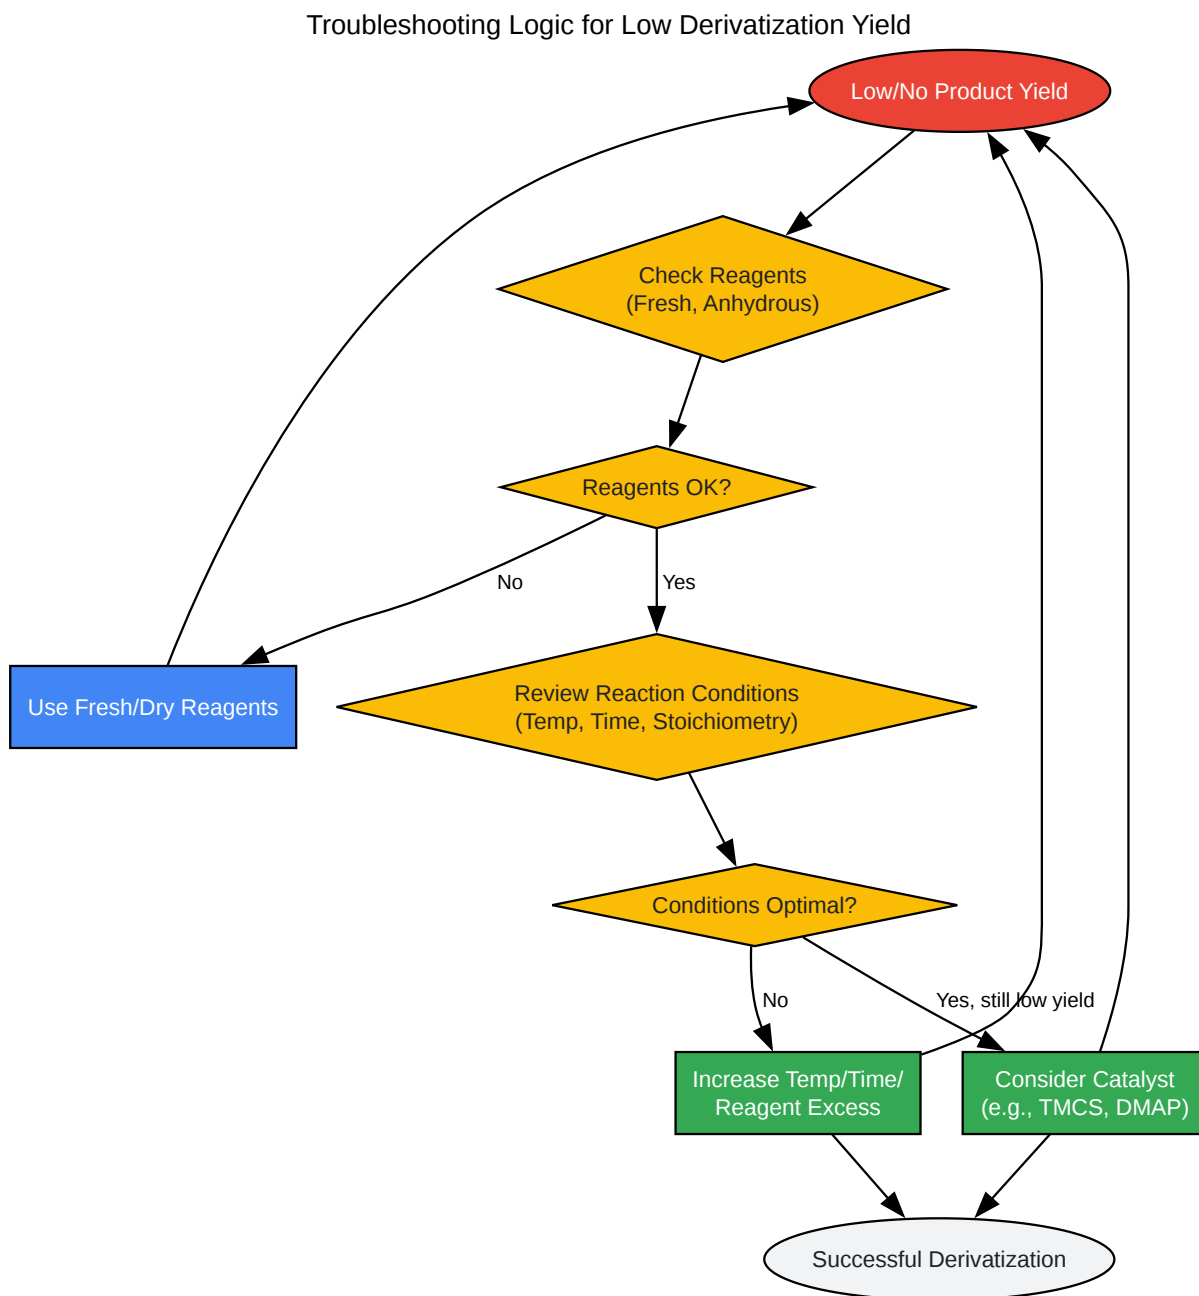 Troubleshooting Logic for Low Derivatization Yield
Low/No Product Yield
Check Reagents
(Fresh, Anhydrous)
Reagents OK?
No
Yes
Use Fresh/Dry Reagents
Review Reaction Conditions
(Temp, Time, Stoichiometry)
Conditions Optimal?
No
Yes, still low yield
Increase Temp/Time/
Reagent Excess
Consider Catalyst
(e.g., TMCS, DMAP)
Successful Derivatization